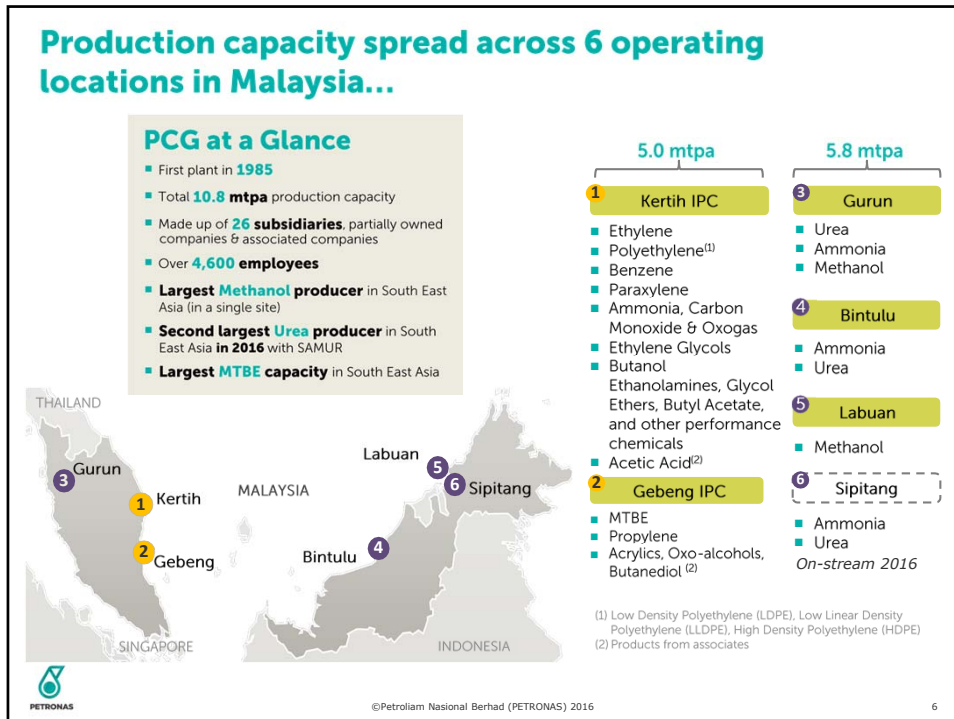 Production capacity spread across 6 operating
locations in Malaysia...
PCG at a Glance
▪ First plant in 1985
▪ Total 10.8 mtpa production capacity
▪ Made up of 26 subsidiaries, partially owned
companies & associated companies
▪ Over 4,600 employees
▪ Largest Methanol producer in South East
Asia (in a single site)
▪ Second largest Urea producer in South
East Asia in 2016 with SAMUR
▪ Largest MTBE capacity in South East Asia
THAILAND
3
Gurun
1
Kertih
2
Gebeng
SINGAPORE
MALAYSIA
Labuan
5
6
Sipitang
Bintulu
4
INDONESIA
5.0 mtpa
1
Kertih IPC
▪ Ethylene
▪ Polyethylene(1)
▪ Benzene
▪ Paraxylene
▪ Ammonia, Carbon
Monoxide & Oxogas
▪ Ethylene Glycols
▪ Butanol
Ethanolamines, Glycol
Ethers, Butyl Acetate,
and other performance
chemicals
▪ Acetic Acid(2)
2
Gebeng IPC
▪ MTBE
▪ Propylene
▪ Acrylics, Oxo-alcohols,
Butanediol (2)
5.8 mtpa
3
Gurun
▪ Urea
▪ Ammonia
▪ Methanol
4
Bintulu
▪ Ammonia
▪ Urea
5
Labuan
▪ Methanol
6
Sipitang
▪ Ammonia
▪ Urea
On-stream 2016
(1) Low Density Polyethylene (LDPE), Low Linear Density
Polyethylene (LLDPE), High Density Polyethylene (HDPE)
(2) Products from associates
PETRONAS
©Petroliam Nasional Berhad (PETRONAS) 2016
6